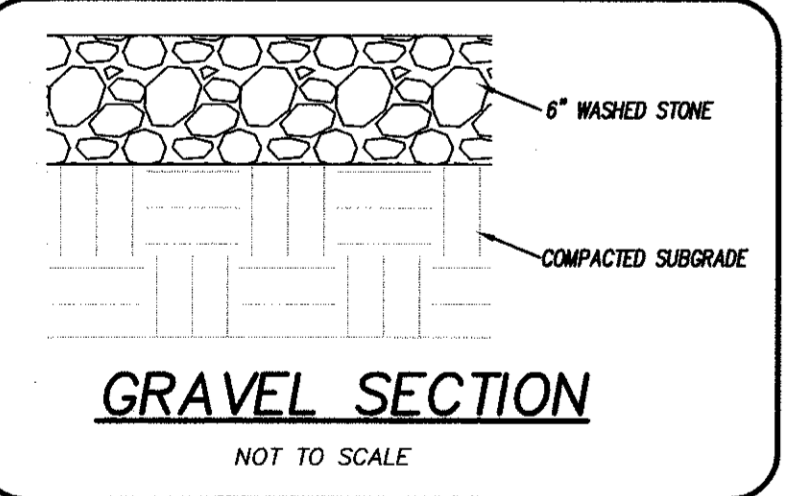 6" WASHED STONE
COMPACTED SUBGRADE
GRAVEL SECTION
NOT TO SCALE